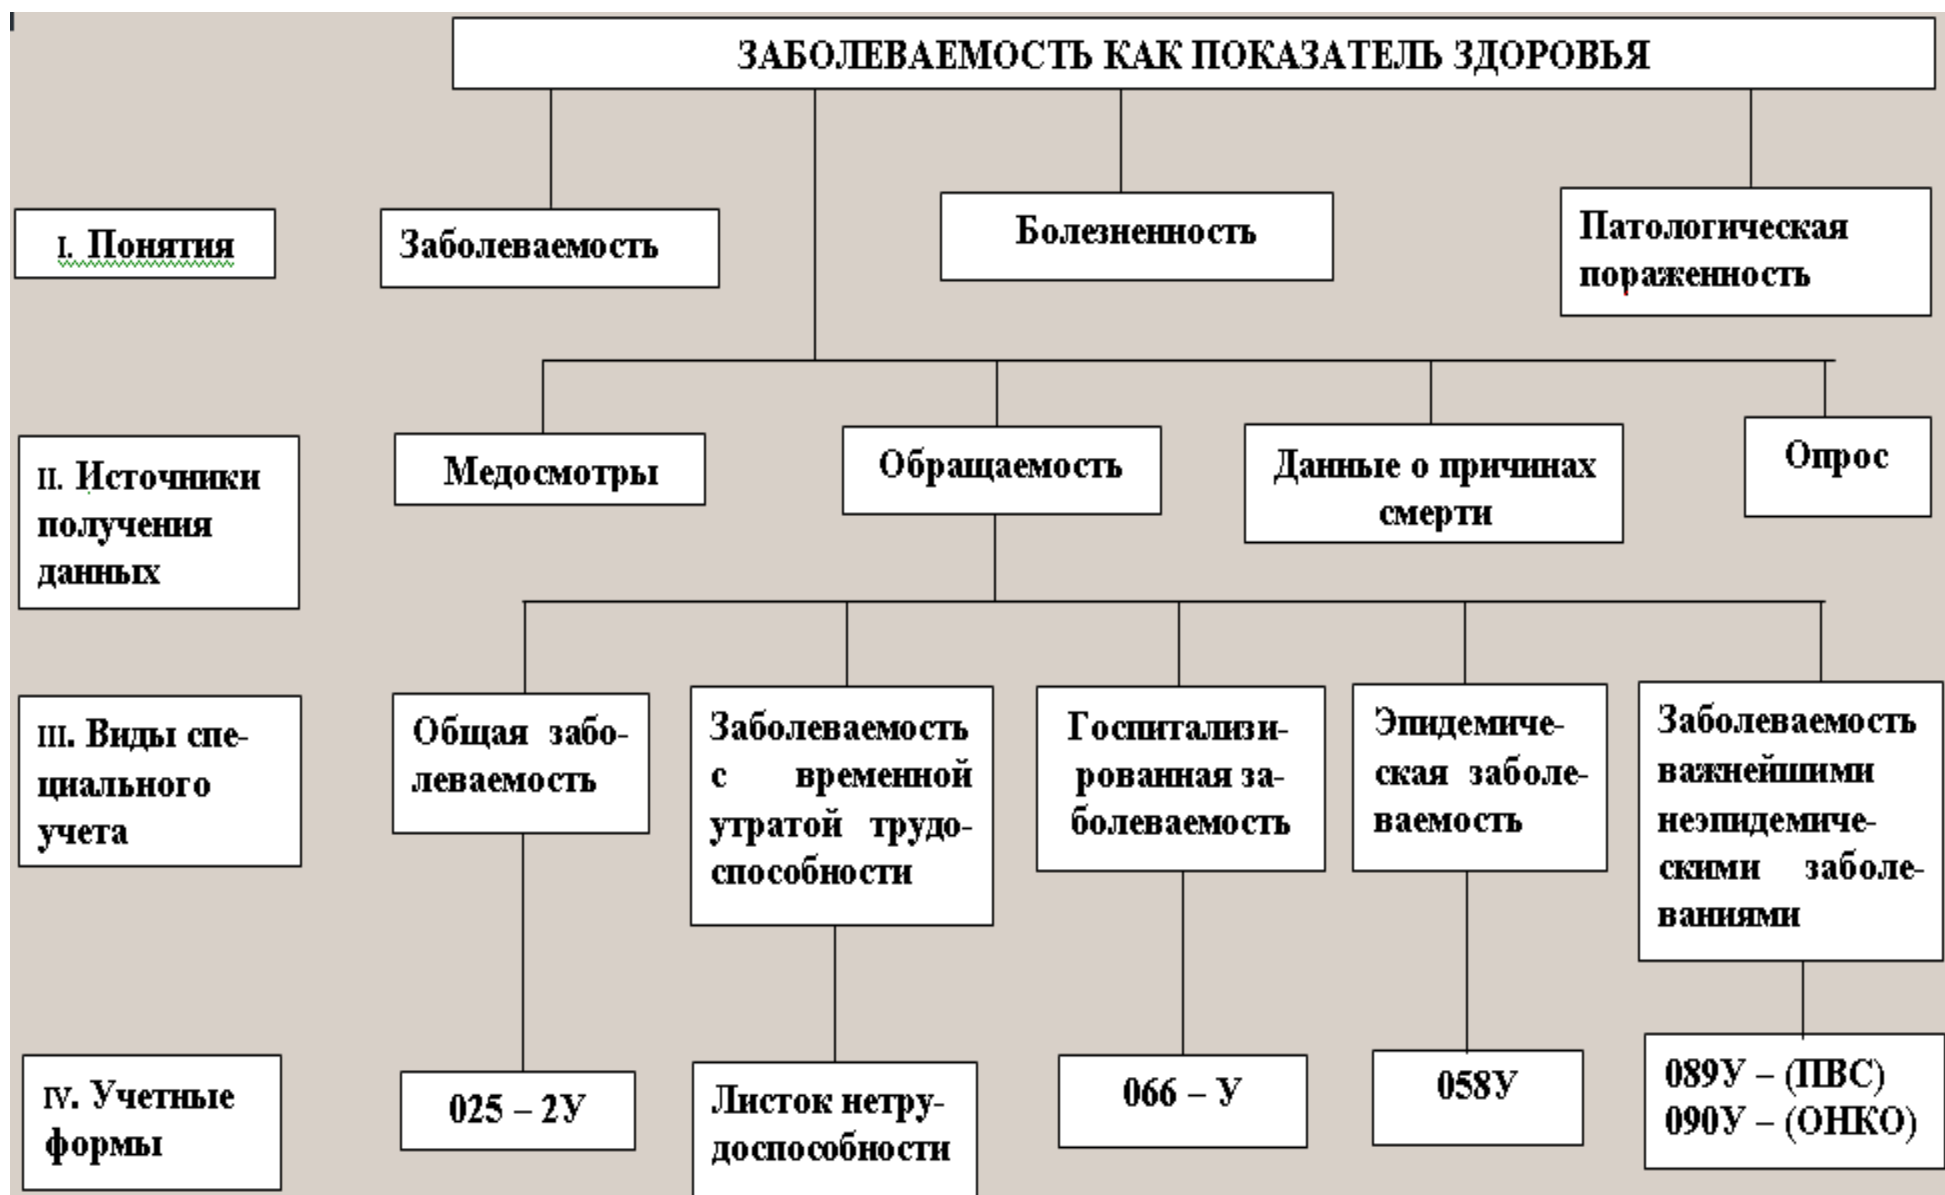 ЗАБОЛЕВАЕМОСТЬ КАК ПОКАЗАТЕЛЬ ЗДОРОВЬЯ
I. Понятия
Заболеваемость
Болезненность
Патологическая
пораженность
II. Источники
получения
данных
Медосмотры
Обращаемость
Данные о причинах
смерти
Опрос
III. Виды спе-
циального
учета
Общая забо-
леваемость
Заболеваемость
с временной
утратой трудо-
способности
Госпитализи-
рованная за-
болеваемость
Эпидемиче-
ская заболе-
ваемость
Заболеваемость
важнейшими
неэпидемиче-
скими заболе-
ваниями
IV. Учетные
формы
025 – 2У
Листок нетру-
доспособности
066 – У
058У
089У – (ПВС)
090У – (ОНКО)